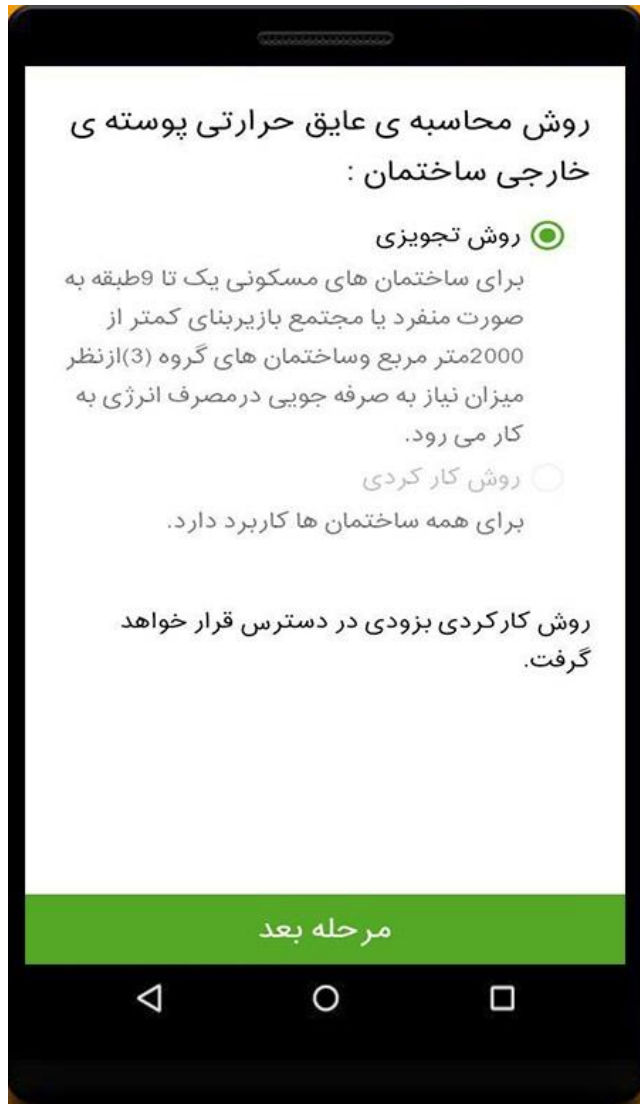 روش محاسبه ی عایق حرارتی پوسته ی
خارجی ساختمان :
روش تجویزی
برای ساختمان های مسکونی یک تا 9طبقه به
صورت منفرد یا مجتمع بازیربنای کمتر از
2000متر مربع وساختمان های گروه (3)ازنظر
میزان نیاز به صرفه جویی درمصرف انرژی به
کار می رود.
روش کار کردی
برای همه ساختمان ها کاربرد دارد.
روش کارکردی بزودی در دسترس قرار خواهد
گرفت.
مرحله بعد